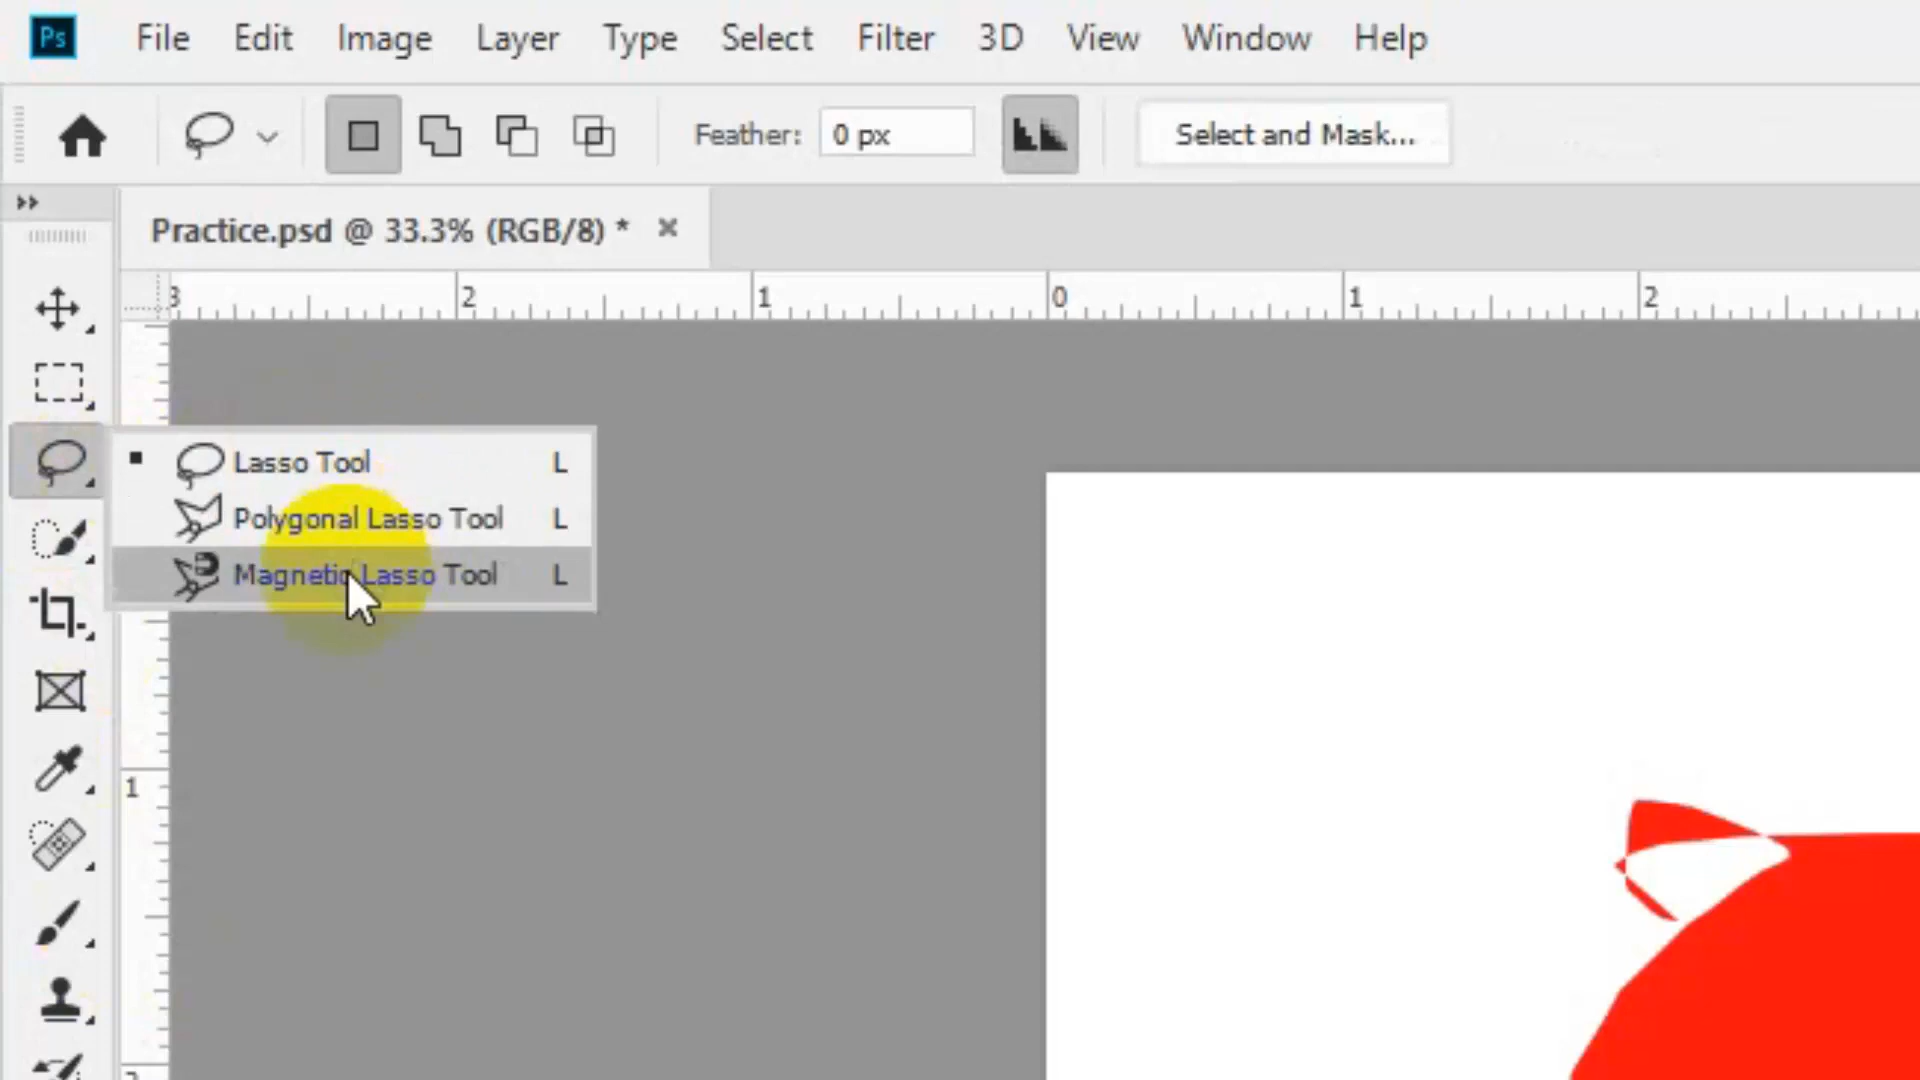 Ps File Edit Image Layer Type Select Filter 3D View Window Help
Feather: 0 px Select and Mask...
Practice.psd @ 33.3% (RGB/8) * ×
3 2 1 0 1 2
Lasso Tool L
Polygonal Lasso Tool L
Magnetic Lasso Tool L
1
2